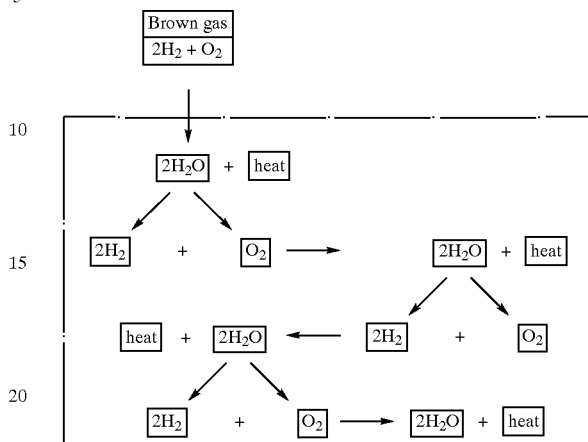 Brown gas
2H₂ + O₂
10
2H₂O + heat
15
2H₂ + O₂ 2H₂O + heat
heat + 2H₂O 2H₂ + O₂
20
2H₂ + O₂ 2H₂O + heat